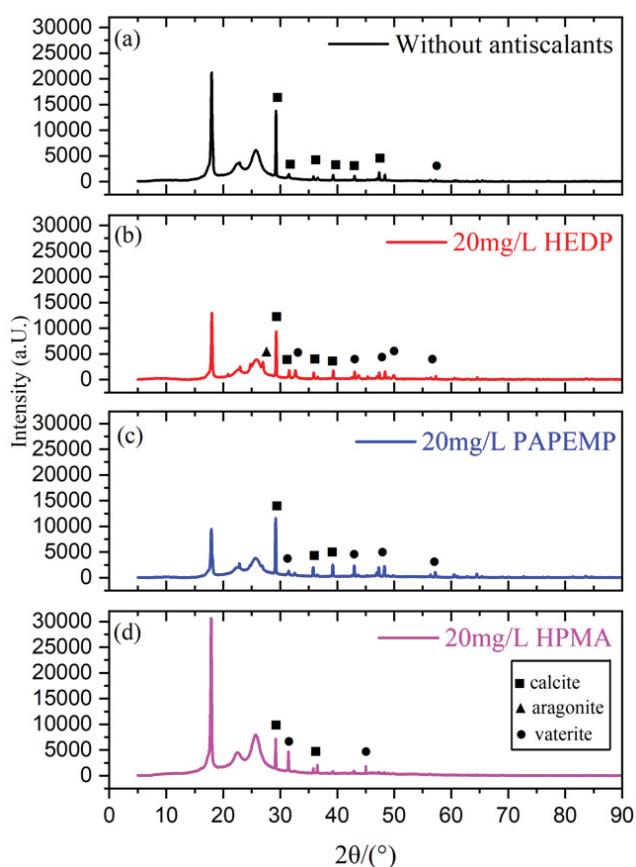 (a)
Without antiscalants
30000
25000
20000
15000
10000
5000
0
(b)
20mg/L HEDP
30000
25000
20000
15000
10000
5000
0
Intensity (a.U.)
(c)
20mg/L PAPEMP
30000
25000
20000
15000
10000
5000
0
(d)
20mg/L HPMA
30000
25000
20000
15000
10000
5000
0
calcite
aragonite
vaterite
0 10 20 30 40 50 60 70 80 90
2θ/(°)